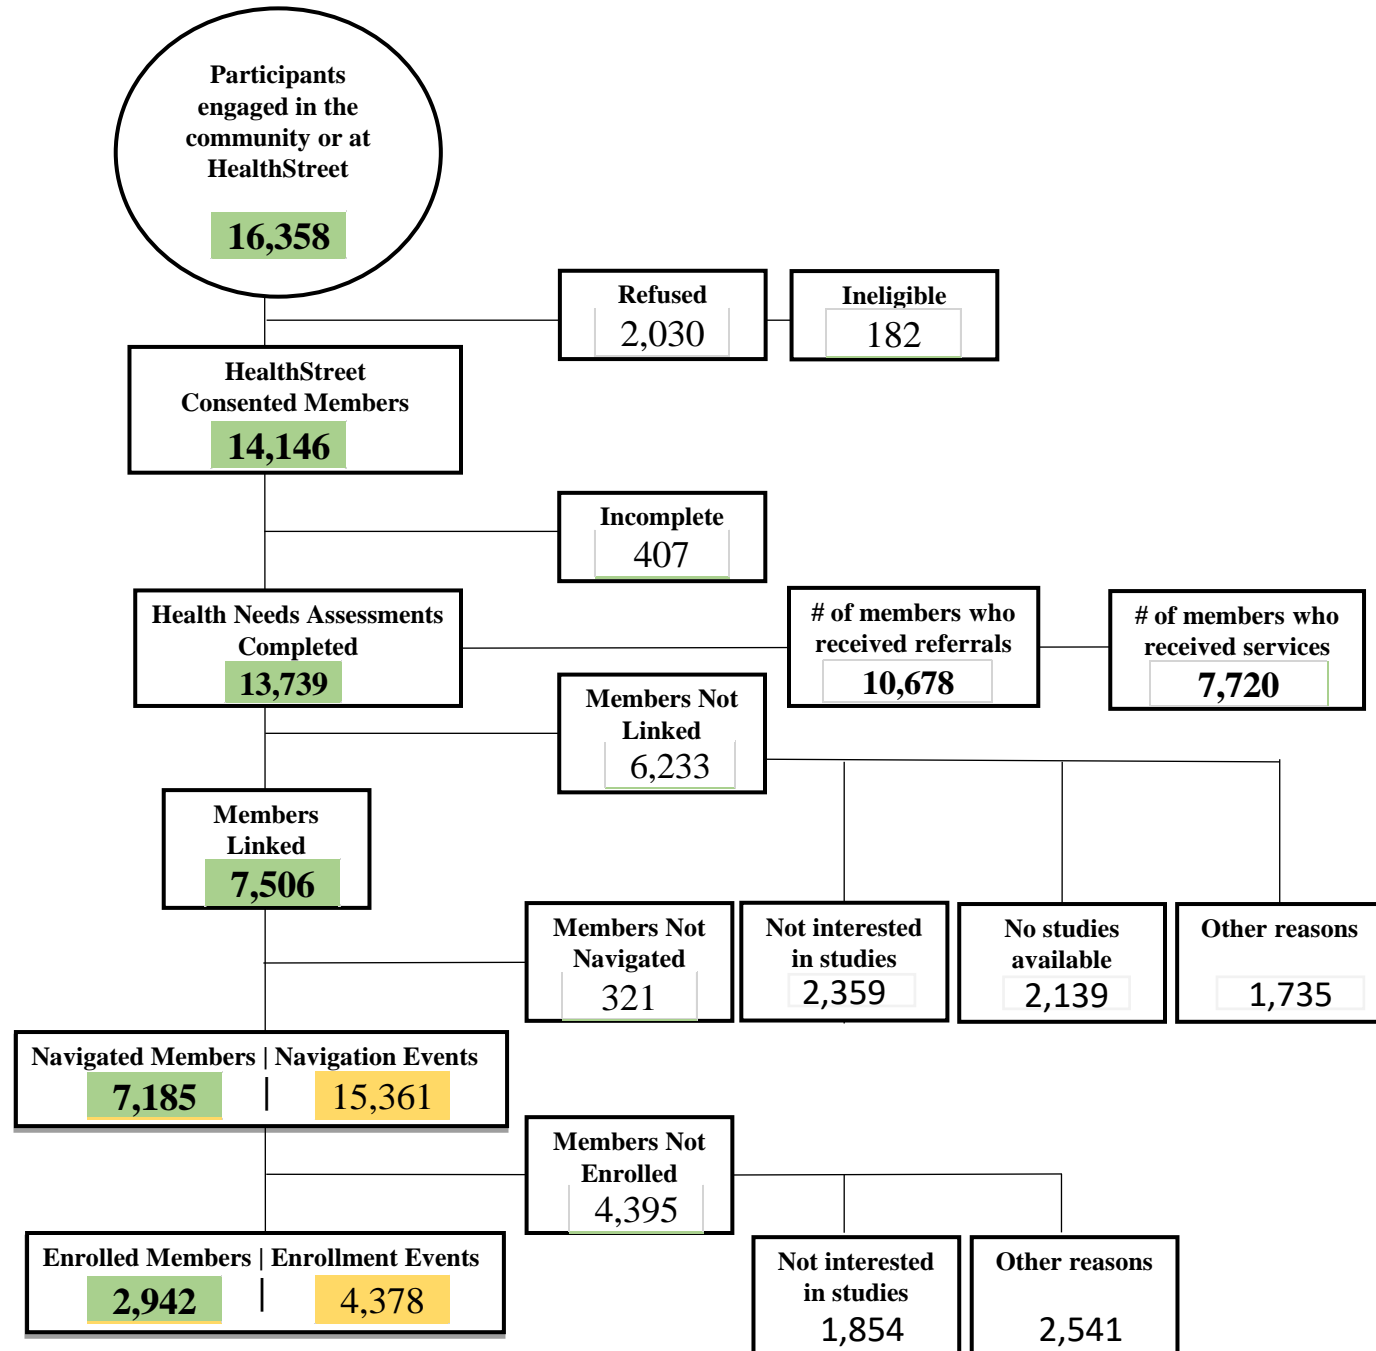 Participants
engaged in the
community or at
HealthStreet
16,358
Refused
2,030
Ineligible
182
HealthStreet
Consented Members
14,146
Incomplete
407
Health Needs Assessments
Completed
13,739
# of members who
received referrals
10,678
# of members who
received services
7,720
Members Not
Linked
6,233
Members
Linked
7,506
Members Not
Navigated
321
Not interested
in studies
2,359
No studies
available
2,139
Other reasons
1,735
Navigated Members | Navigation Events
7,185 | 15,361
Members Not
Enrolled
4,395
Enrolled Members | Enrollment Events
2,942 | 4,378
Not interested
in studies
1,854
Other reasons
2,541